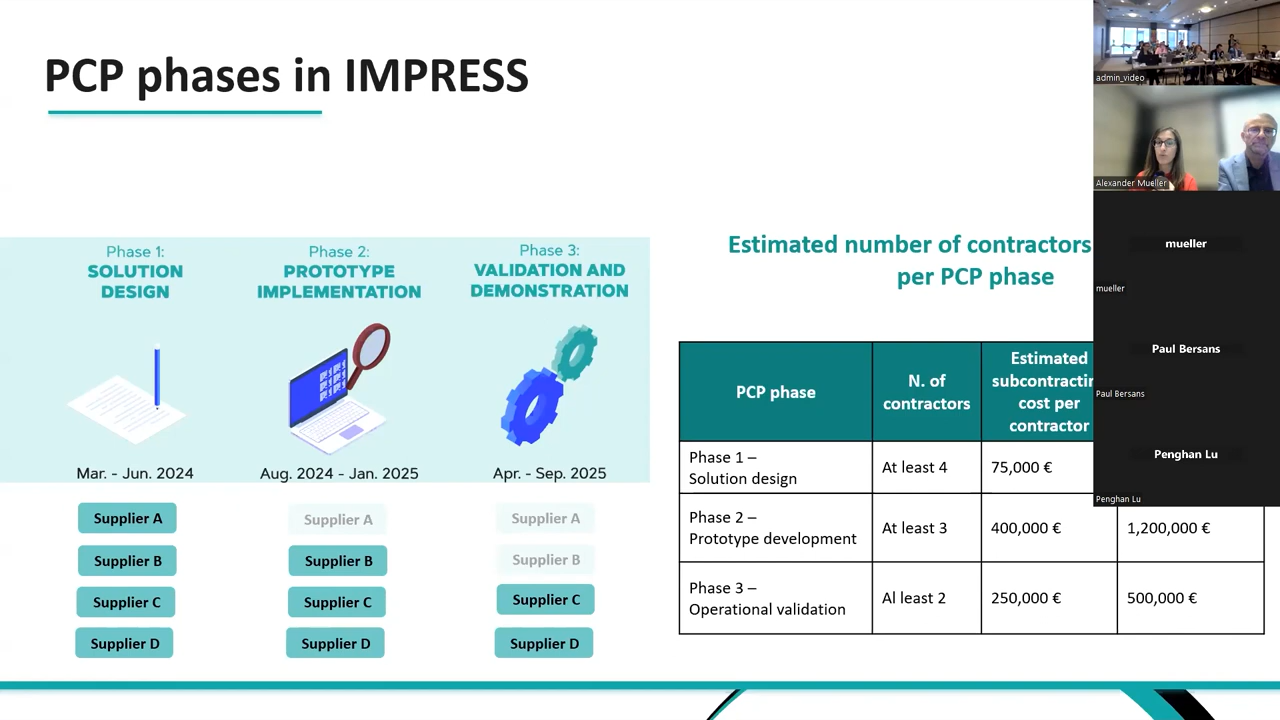 PCP phases in IMPRESS
Phase 1:
SOLUTION
DESIGN
Phase 2:
PROTOTYPE
IMPLEMENTATION
Phase 3:
VALIDATION AND
DEMONSTRATION
Mar. - Jun. 2024
Aug. 2024 - Jan. 2025
Apr. - Sep. 2025
Supplier A
Supplier A
Supplier A
Supplier B
Supplier B
Supplier B
Supplier C
Supplier C
Supplier C
Supplier D
Supplier D
Supplier D
Estimated number of contractors
per PCP phase
PCP phase
N. of
contractors
Estimated
subcontractin
cost per
contractor
Phase 1 –
Solution design
At least 4
75,000 €
Phase 2 –
Prototype development
At least 3
400,000 €
1,200,000 €
Phase 3 –
Operational validation
Al least 2
250,000 €
500,000 €
admin_video
Alexander Mueller
mueller
mueller
Paul Bersans
Paul Bersans
Penghan Lu
Penghan Lu